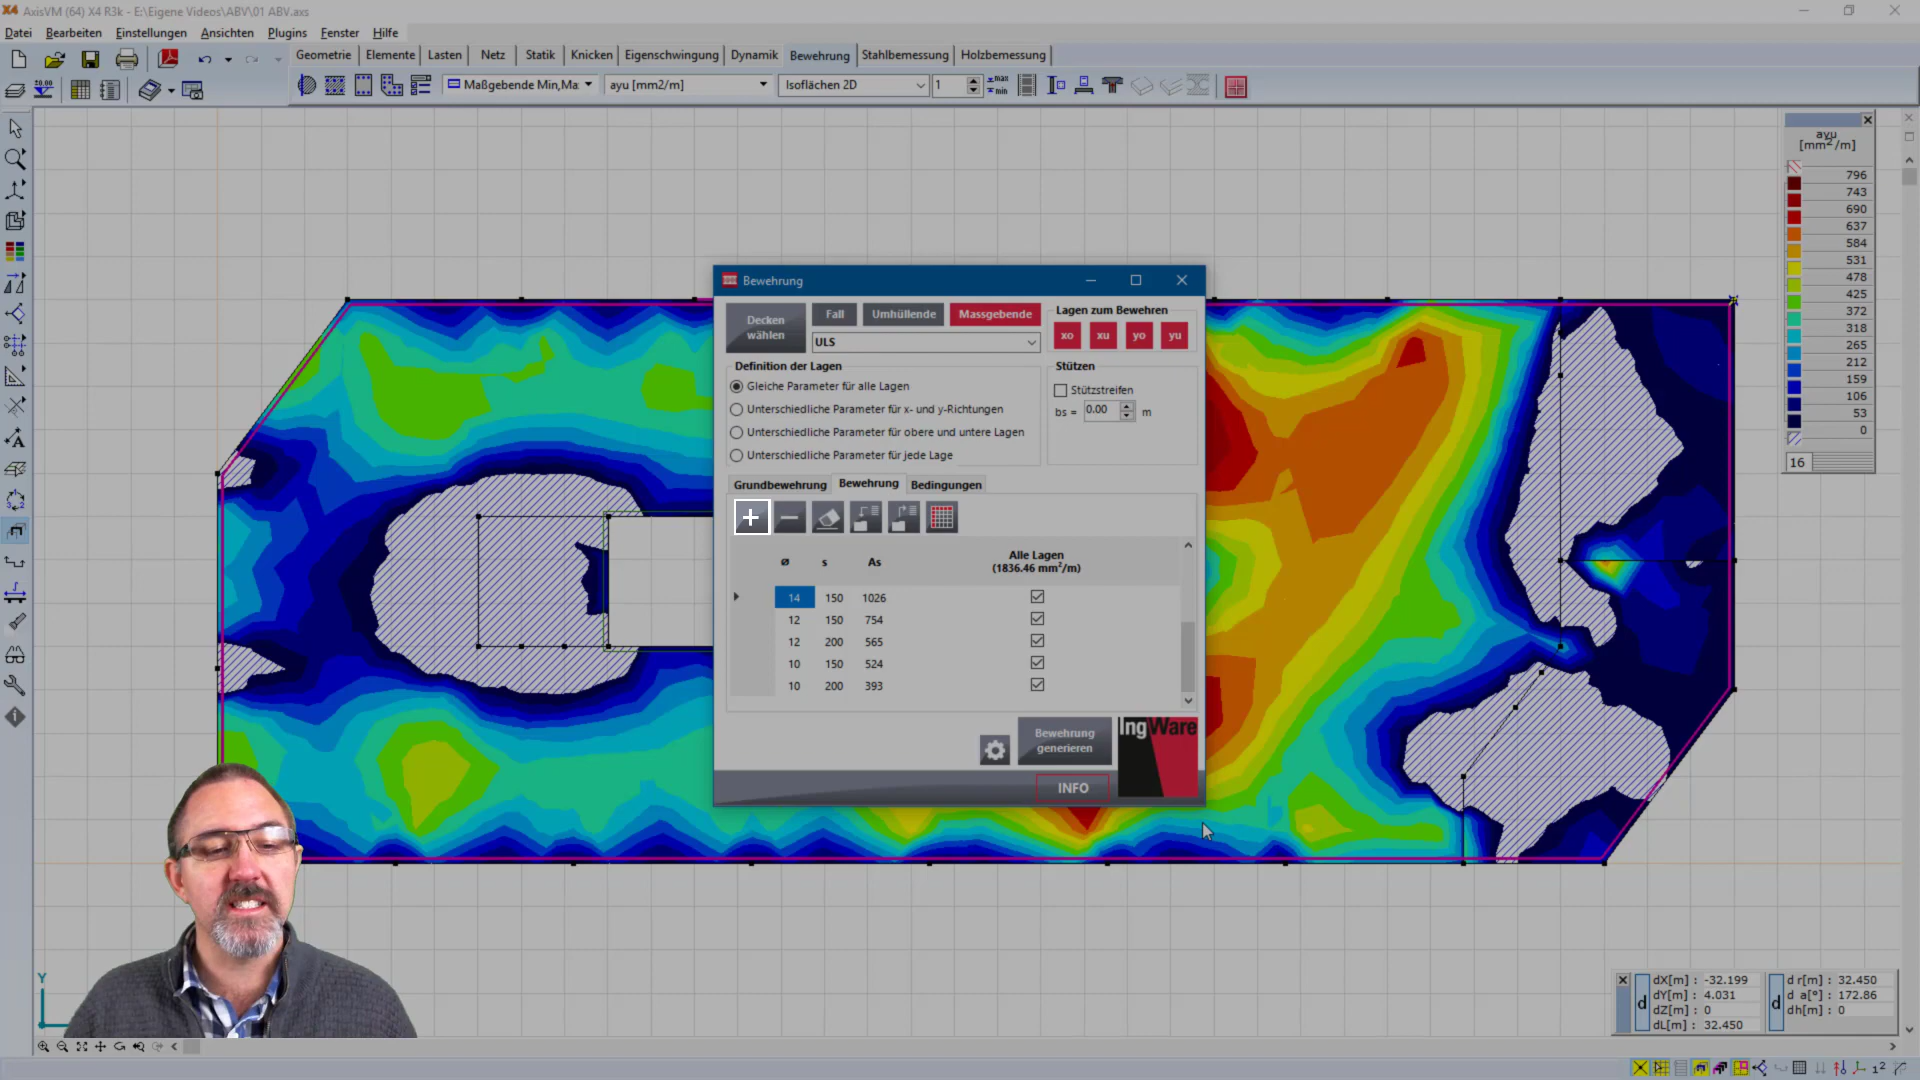 AxisVM (64) X4 R3k - E:\Eigene Videos\ABV\01 ABV.axs
Datei Bearbeiten Einstellungen Ansichten Plugins Fenster Hilfe
Geometrie Elemente Lasten Netz Statik Knicken Eigenschwingung Dynamik Bewehrung Stahlbemessung Holzbemessung
Maßgebende Min,Ma: ayu [mm2/m] Isoflächen 2D 1 max min
ayu
[mm²/m]
796
743
690
637
584
531
478
425
372
318
265
212
159
106
53
0
16
Bewehrung
Decken wählen
Fall Umhüllende Massgebende
ULS
Lagen zum Bewehren
xo xu yo yu
Definition der Lagen
Gleiche Parameter für alle Lagen
Unterschiedliche Parameter für x- und y-Richtungen
Unterschiedliche Parameter für obere und untere Lagen
Unterschiedliche Parameter für jede Lage
Stützen
Stützstreifen
bs = 0.00 m
Grundbewehrung Bewehrung Bedingungen
ø s As Alle Lagen
(1836.46 mm²/m)
14 150 1026
12 150 754
12 200 565
10 150 524
10 200 393
Bewehrung generieren
IngWare
INFO
Y
d
dX[m] : -32.199
dY[m] : 4.031
dZ[m] : 0
dL[m] : 32.450
d
d r[m] : 32.450
d a[°] : 172.86
dh[m] : 0